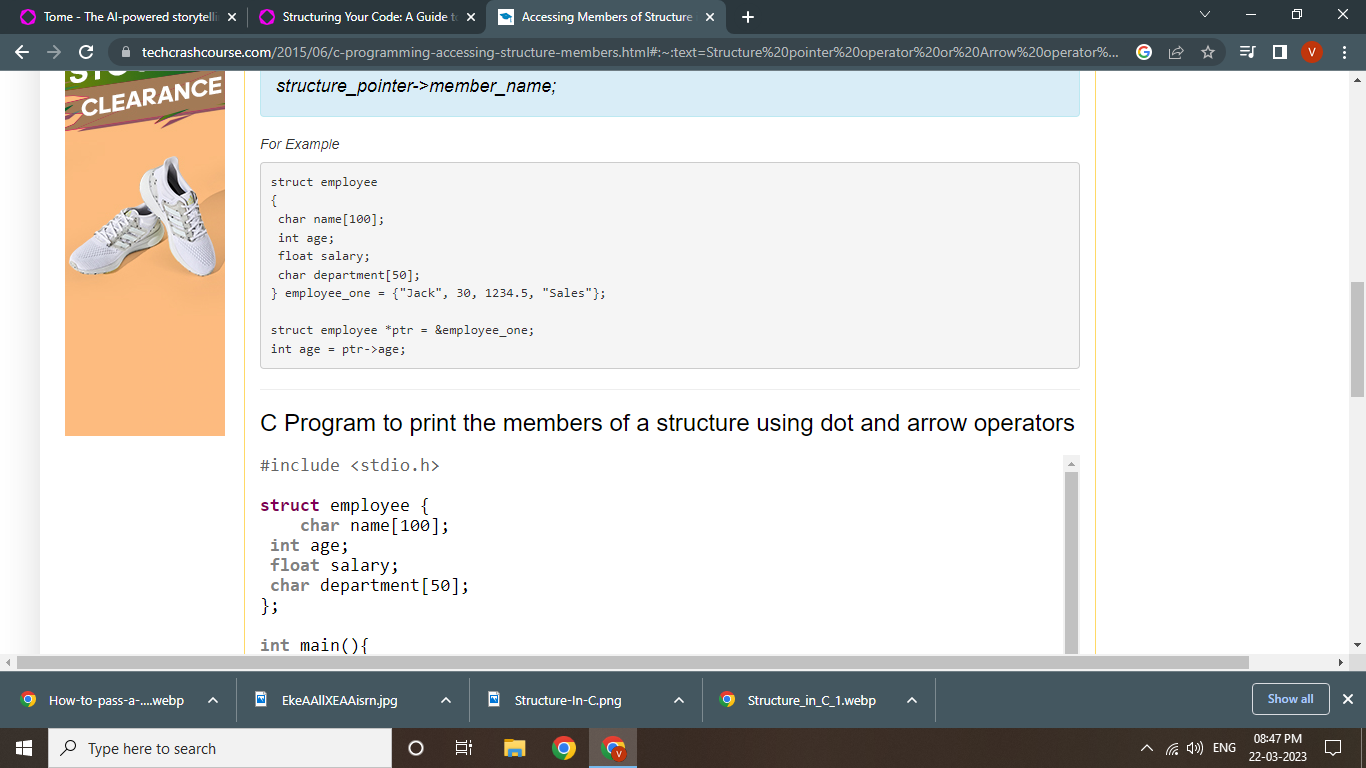 Tome - The AI-powered storytelli
Structuring Your Code: A Guide to
Accessing Members of Structure
techcrashcourse.com/2015/06/c-programming-accessing-structure-members.html#:~:text=Structure%20pointer%20operator%20or%20Arrow%20operator%...
V
CLEARANCE
structure_pointer->member_name;
For Example
struct employee
{
char name[100];
int age;
float salary;
char department[50];
} employee_one = {"Jack", 30, 1234.5, "Sales"};
struct employee *ptr = &employee_one;
int age = ptr->age;
C Program to print the members of a structure using dot and arrow operators
#include <stdio.h>
struct employee {
char name[100];
int age;
float salary;
char department[50];
};
int main(){
How-to-pass-a-....webp
EkeAAllXEAAisrn.jpg
Structure-In-C.png
Structure_in_C_1.webp
Show all
Type here to search
V
ENG
08:47 PM
22-03-2023